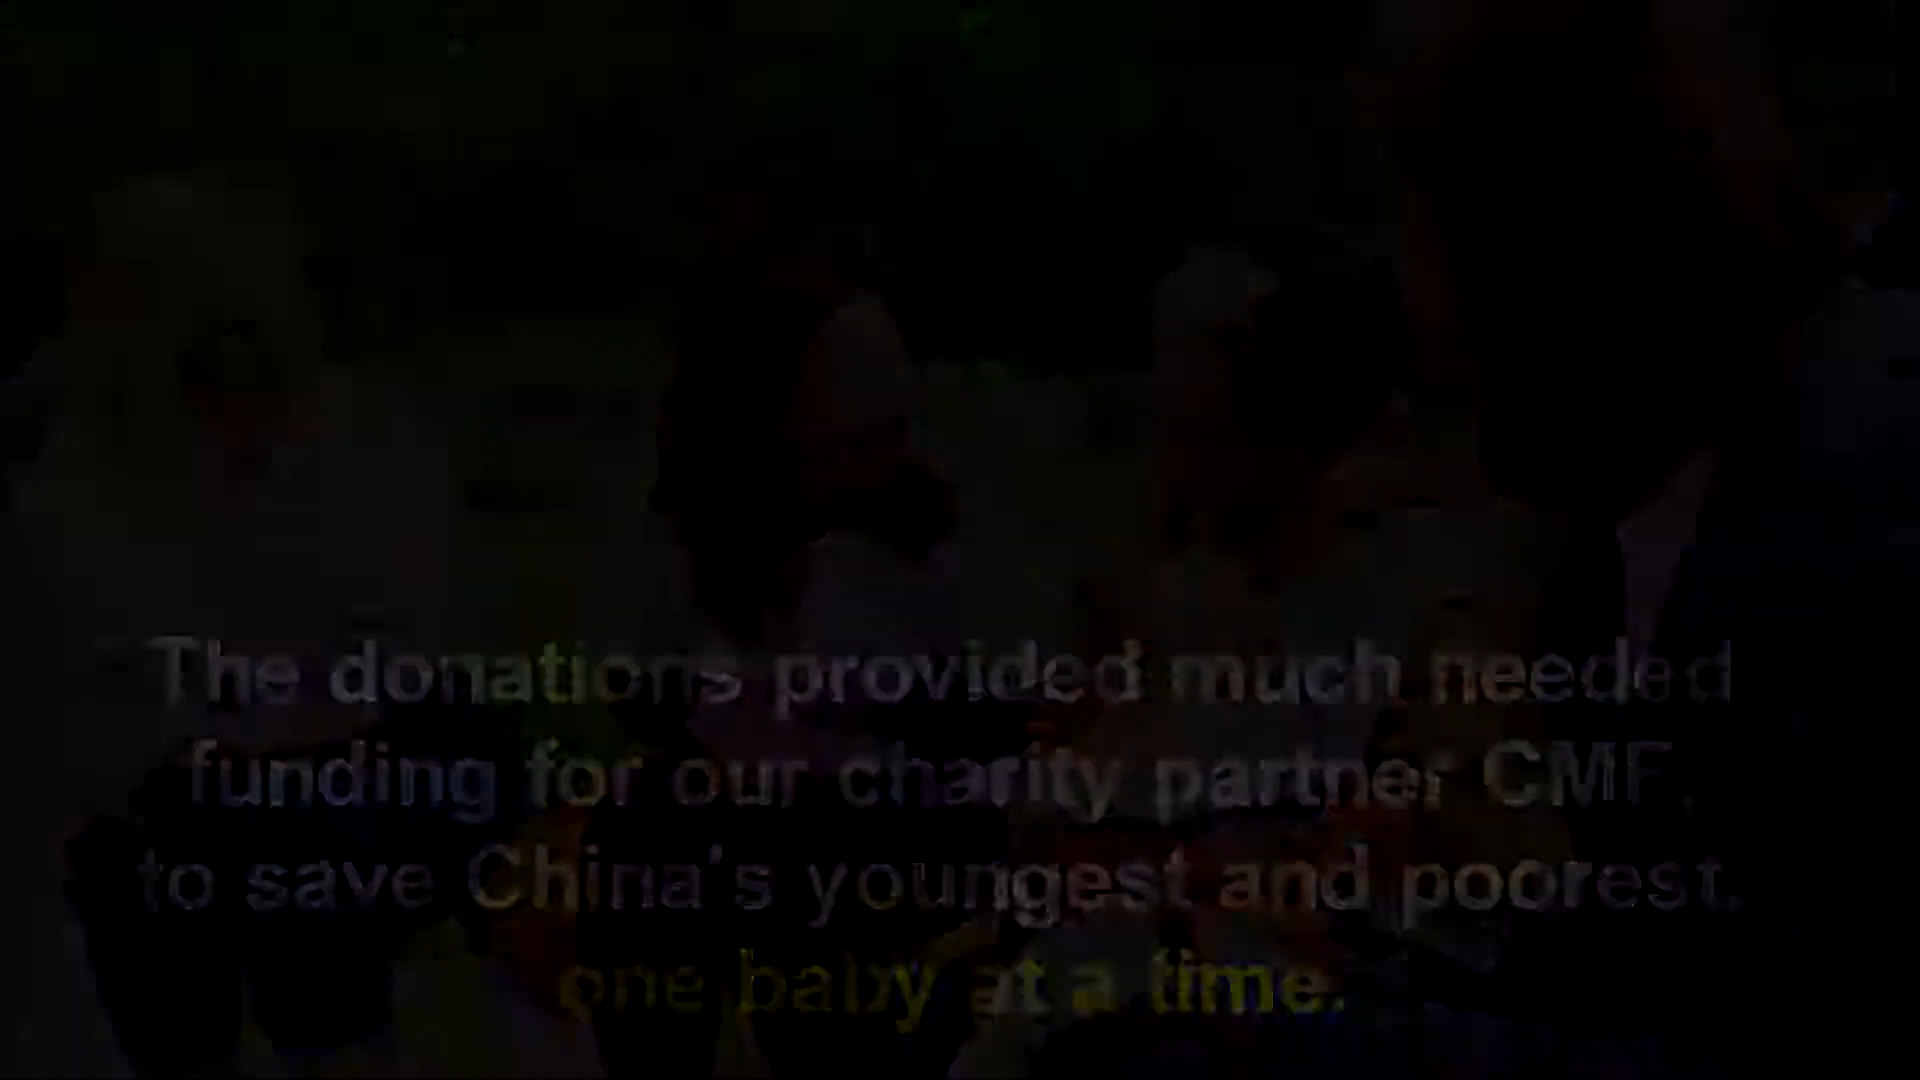 The donations provided much needed
funding for our charity partner CMF,
to save China's youngest and poorest.
one baby at a time.